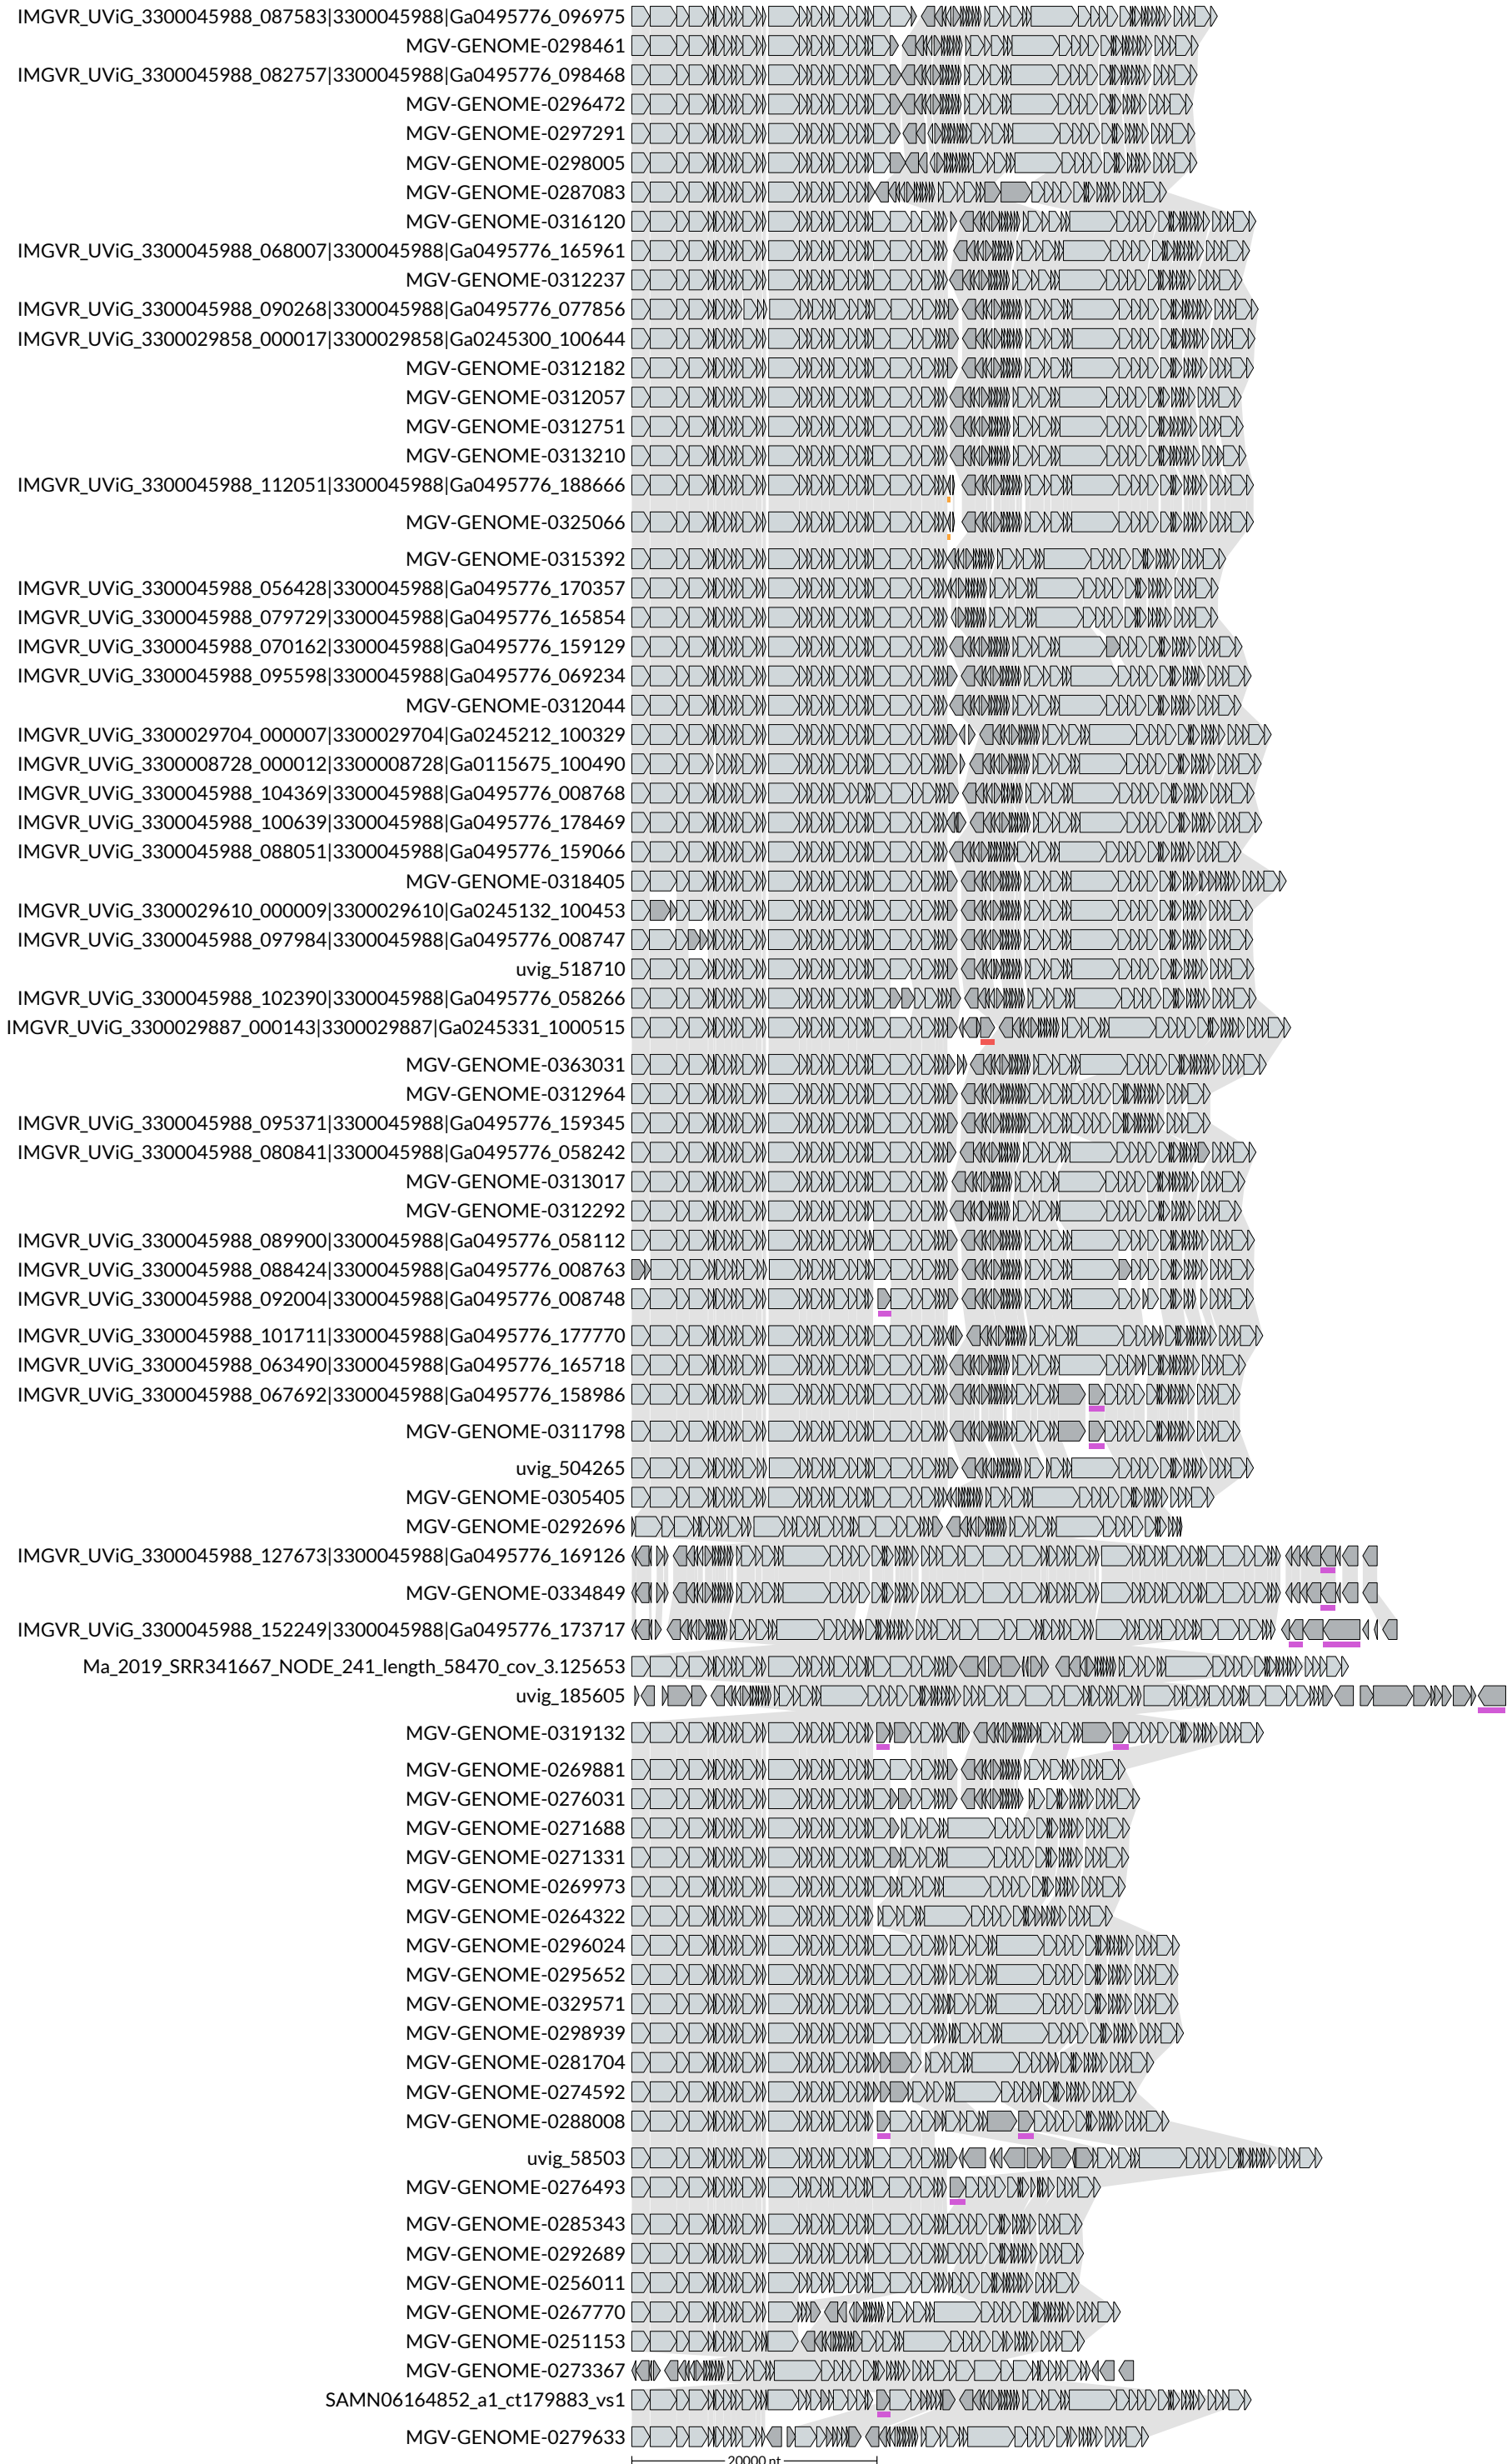 IMGVR_UViG_3300045988_087583|3300045988|Ga0495776_096975
MGV-GENOME-0298461
IMGVR_UViG_3300045988_082757|3300045988|Ga0495776_098468
MGV-GENOME-0296472
MGV-GENOME-0297291
MGV-GENOME-0298005
MGV-GENOME-0287083
MGV-GENOME-0316120
IMGVR_UViG_3300045988_068007|3300045988|Ga0495776_165961
MGV-GENOME-0312237
IMGVR_UViG_3300045988_090268|3300045988|Ga0495776_077856
IMGVR_UViG_3300029858_000017|3300029858|Ga0245300_100644
MGV-GENOME-0312182
MGV-GENOME-0312057
MGV-GENOME-0312751
MGV-GENOME-0313210
IMGVR_UViG_3300045988_112051|3300045988|Ga0495776_188666
MGV-GENOME-0325066
MGV-GENOME-0315392
IMGVR_UViG_3300045988_056428|3300045988|Ga0495776_170357
IMGVR_UViG_3300045988_079729|3300045988|Ga0495776_165854
IMGVR_UViG_3300045988_070162|3300045988|Ga0495776_159129
IMGVR_UViG_3300045988_095598|3300045988|Ga0495776_069234
MGV-GENOME-0312044
IMGVR_UViG_3300029704_000007|3300029704|Ga0245212_100329
IMGVR_UViG_3300008728_000012|3300008728|Ga0115675_100490
IMGVR_UViG_3300045988_104369|3300045988|Ga0495776_008768
IMGVR_UViG_3300045988_100639|3300045988|Ga0495776_178469
IMGVR_UViG_3300045988_088051|3300045988|Ga0495776_159066
MGV-GENOME-0318405
IMGVR_UViG_3300029610_000009|3300029610|Ga0245132_100453
IMGVR_UViG_3300045988_097984|3300045988|Ga0495776_008747
uvig_518710
IMGVR_UViG_3300045988_102390|3300045988|Ga0495776_058266
IMGVR_UViG_3300029887_000143|3300029887|Ga0245331_1000515
MGV-GENOME-0363031
MGV-GENOME-0312964
IMGVR_UViG_3300045988_095371|3300045988|Ga0495776_159345
IMGVR_UViG_3300045988_080841|3300045988|Ga0495776_058242
MGV-GENOME-0313017
MGV-GENOME-0312292
IMGVR_UViG_3300045988_089900|3300045988|Ga0495776_058112
IMGVR_UViG_3300045988_088424|3300045988|Ga0495776_008763
IMGVR_UViG_3300045988_092004|3300045988|Ga0495776_008748
IMGVR_UViG_3300045988_101711|3300045988|Ga0495776_177770
IMGVR_UViG_3300045988_063490|3300045988|Ga0495776_165718
IMGVR_UViG_3300045988_067692|3300045988|Ga0495776_158986
MGV-GENOME-0311798
uvig_504265
MGV-GENOME-0305405
MGV-GENOME-0292696
IMGVR_UViG_3300045988_127673|3300045988|Ga0495776_169126
MGV-GENOME-0334849
IMGVR_UViG_3300045988_152249|3300045988|Ga0495776_173717
Ma_2019_SRR341667_NODE_241_length_58470_cov_3.125653
uvig_185605
MGV-GENOME-0319132
MGV-GENOME-0269881
MGV-GENOME-0276031
MGV-GENOME-0271688
MGV-GENOME-0271331
MGV-GENOME-0269973
MGV-GENOME-0264322
MGV-GENOME-0296024
MGV-GENOME-0295652
MGV-GENOME-0329571
MGV-GENOME-0298939
MGV-GENOME-0281704
MGV-GENOME-0274592
MGV-GENOME-0288008
uvig_58503
MGV-GENOME-0276493
MGV-GENOME-0285343
MGV-GENOME-0292689
MGV-GENOME-0256011
MGV-GENOME-0267770
MGV-GENOME-0251153
MGV-GENOME-0273367
SAMN06164852_a1_ct179883_vs1
MGV-GENOME-0279633
20000 nt